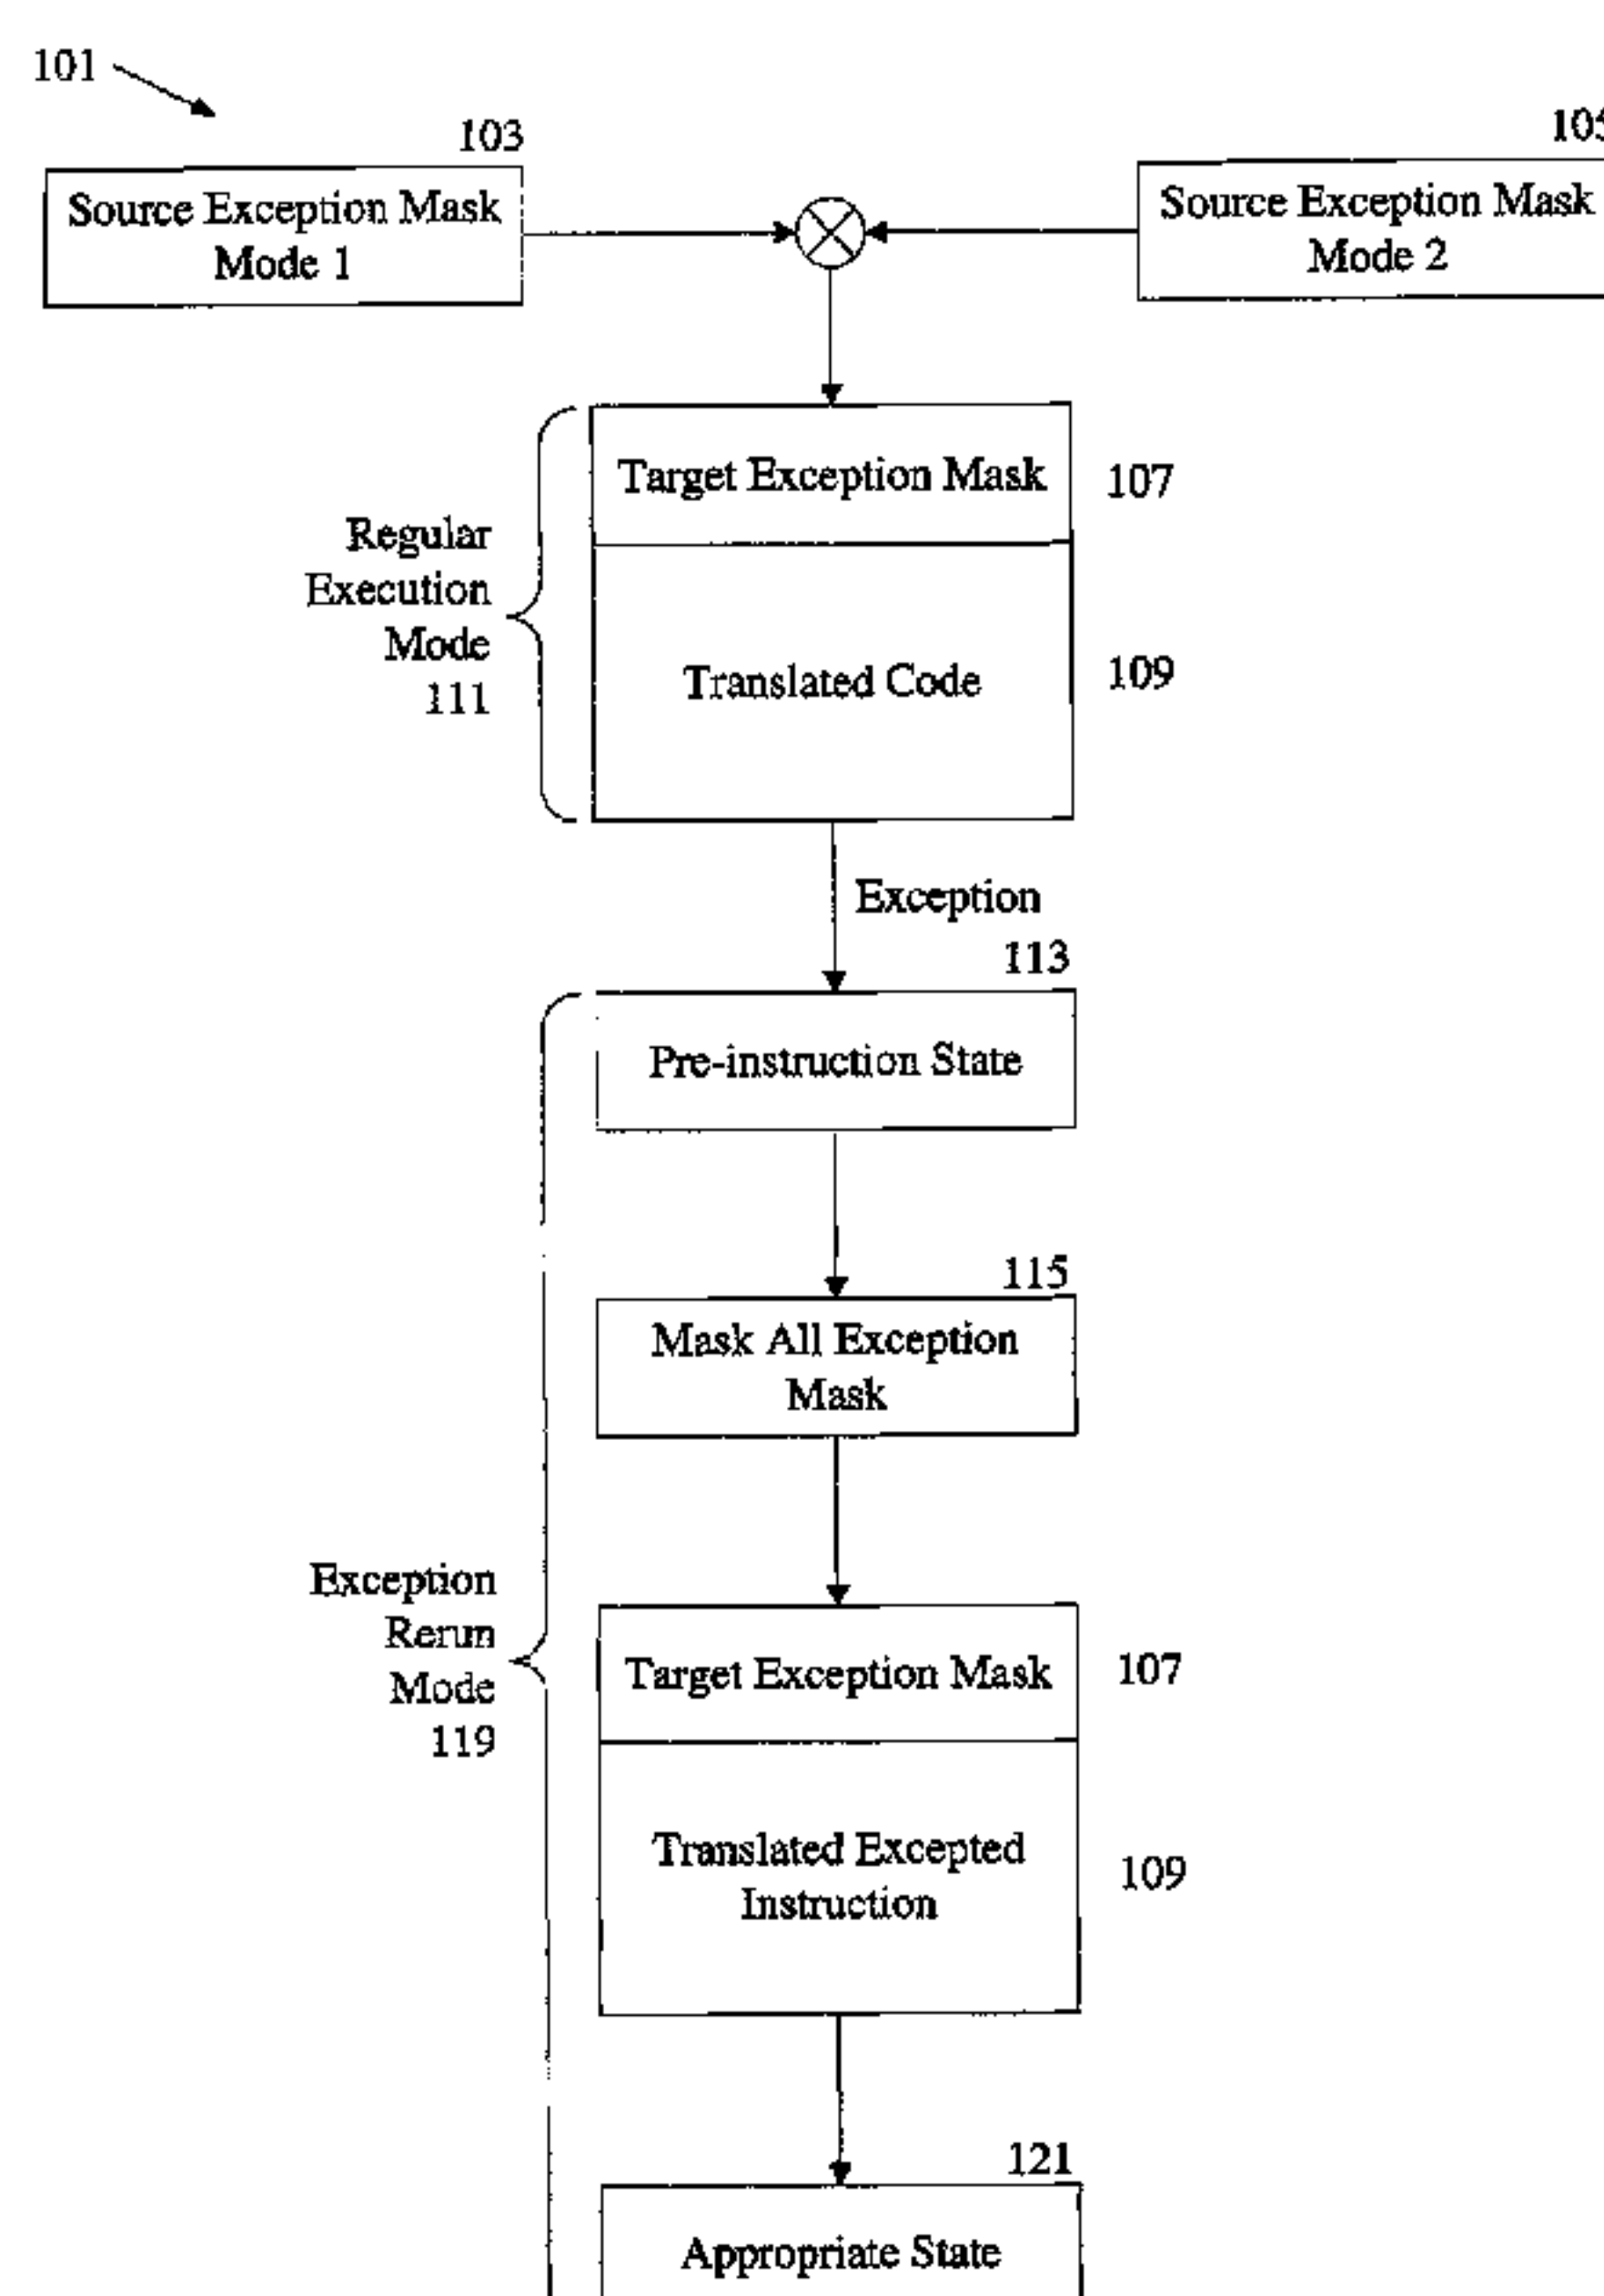 101
103
Source Exception Mask
Mode 1
Source Exception Mask
Mode 2
Target Exception Mask
107
Regular
Execution
Mode
111
Translated Code
109
Exception
113
Pre-instruction State
115
Mask All Exception
Mask
Exception
Rerun
Mode
119
Target Exception Mask
107
Translated Excepted
Instruction
109
121
Appropriate State